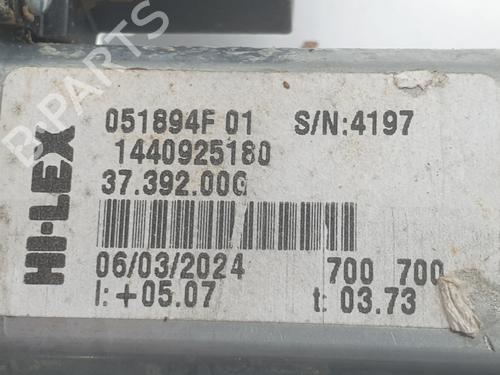 B-PARTS
HI-LEX
051894F 01 S/N:4197
1440925180
37.392.00G
06/03/2024 700 700
I:+05.07 t: 03.73